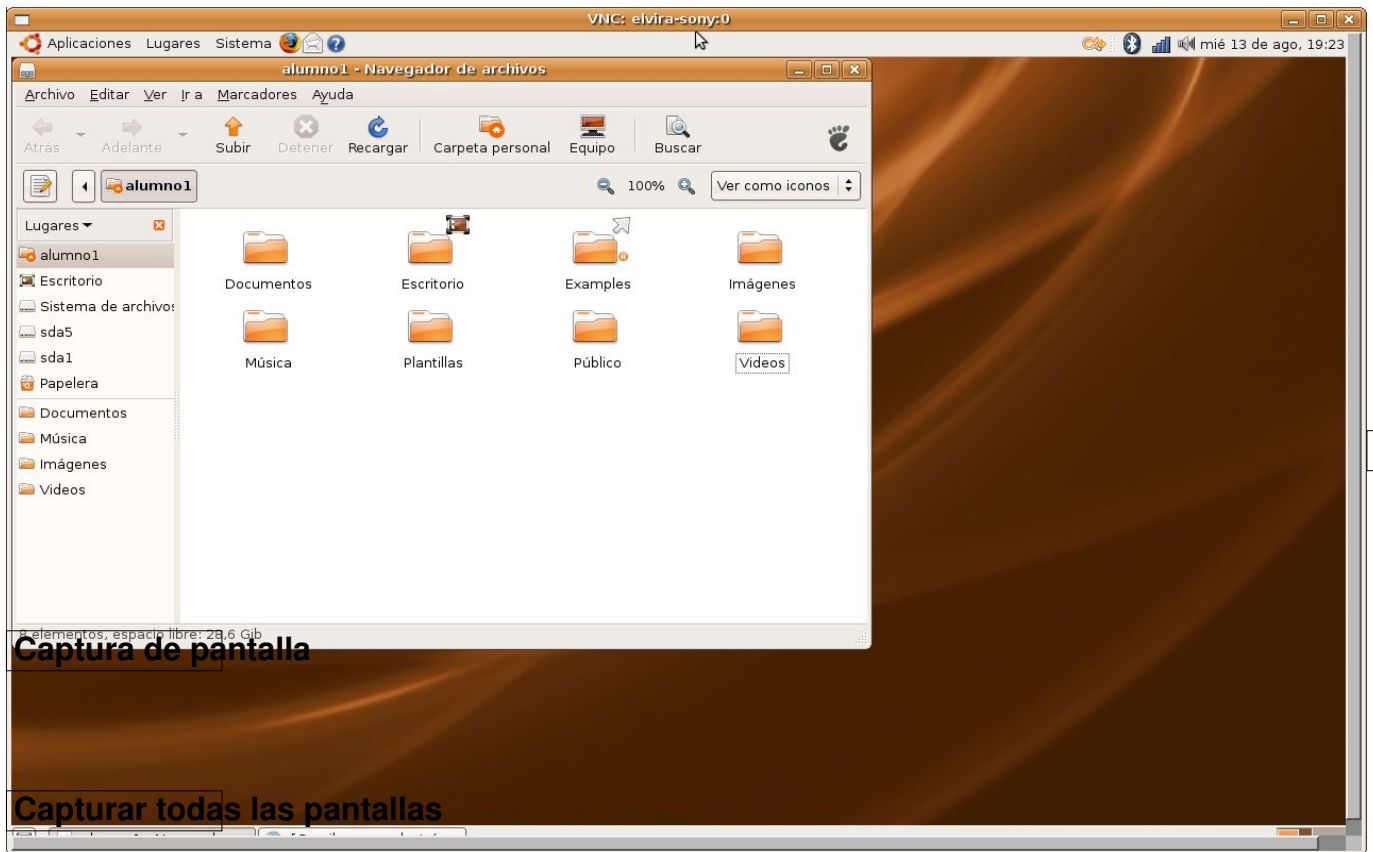 VNC: elvira-sony:0
Aplicaciones Lugares Sistema
mié 13 de ago, 19:23
alumno1 - Navegador de archivos
Archivo Editar Ver Ir a Marcadores Ayuda
Atrás Adelante Subir Detener Recargar Carpeta personal Equipo Buscar
alumno1
100%
Ver como iconos
Lugares
alumno1
Escritorio
Sistema de archivos
sda5
sda1
Papelera
Documentos
Música
Imágenes
Videos
Documentos Escritorio Examples Imágenes
Música Plantillas Público Videos
8 elementos, espacio libre: 28,6 Gib
Captura de pantalla
Capturar todas las pantallas